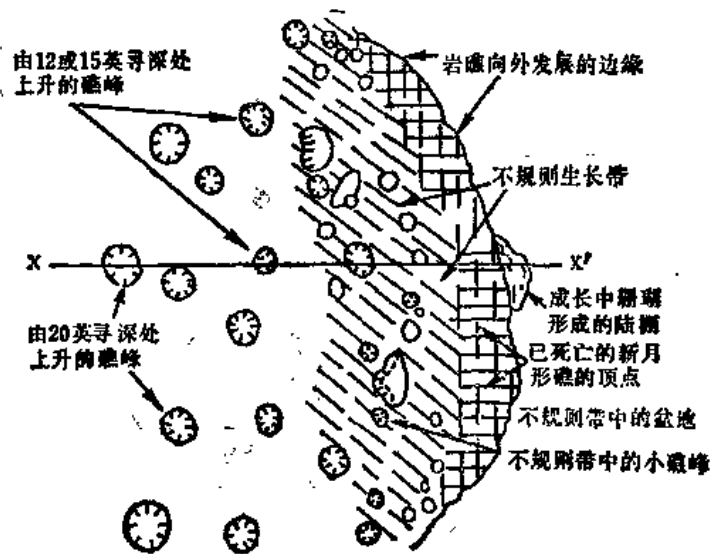 由12或15英寻深处
上升的礁峰
岩礁向外发展的边缘
不规则生长带
X
X′
成长中珊瑚
形成的陆棚
由20英寻深处
上升的礁峰
已死亡的新月
形礁的顶点
不规则带中的盆地
不规则带中的小礁峰